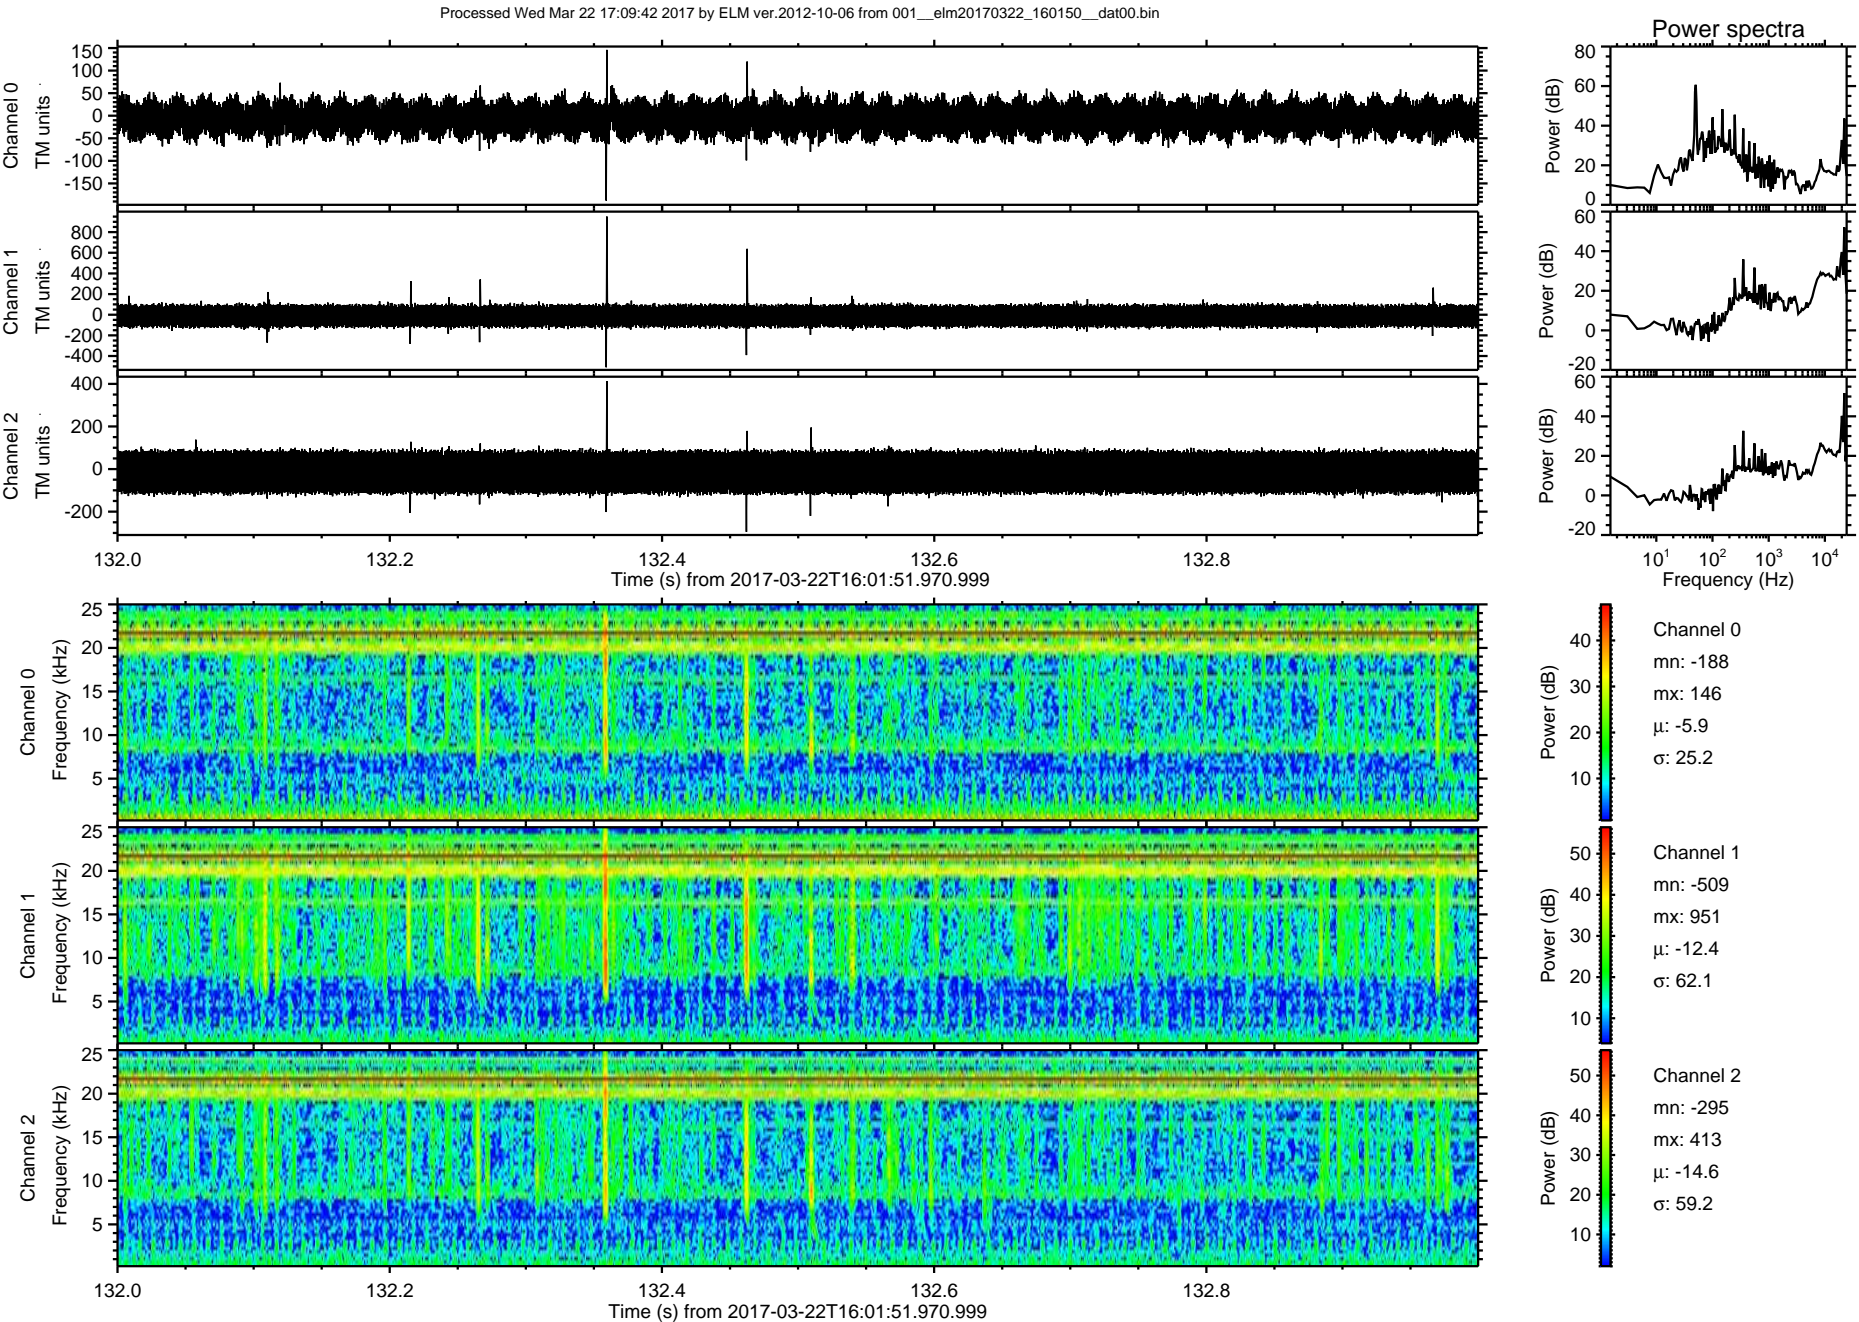 Processed Wed Mar 22 17:09:42 2017 by ELM ver.2012-10-06 from 001__elm20170322_160150__dat00.bin
Power spectra
Channel 0
TM units
150
100
50
0
-50
-100
-150
Power (dB)
80
60
40
20
0
Channel 1
TM units
800
600
400
200
0
-200
-400
Power (dB)
60
40
20
0
-20
Channel 2
TM units
400
200
0
-200
Power (dB)
60
40
20
0
-20
132.0 132.2 132.4 132.6 132.8
Time (s) from 2017-03-22T16:01:51.970.999
10¹ 10² 10³ 10⁴
Frequency (Hz)
Channel 0
Frequency (kHz)
25
20
15
10
5
Power (dB)
40
30
20
10
Channel 0
mn: -188
mx: 146
μ: -5.9
σ: 25.2
Channel 1
Frequency (kHz)
25
20
15
10
5
Power (dB)
50
40
30
20
10
Channel 1
mn: -509
mx: 951
μ: -12.4
σ: 62.1
Channel 2
Frequency (kHz)
25
20
15
10
5
Power (dB)
50
40
30
20
10
Channel 2
mn: -295
mx: 413
μ: -14.6
σ: 59.2
132.0 132.2 132.4 132.6 132.8
Time (s) from 2017-03-22T16:01:51.970.999